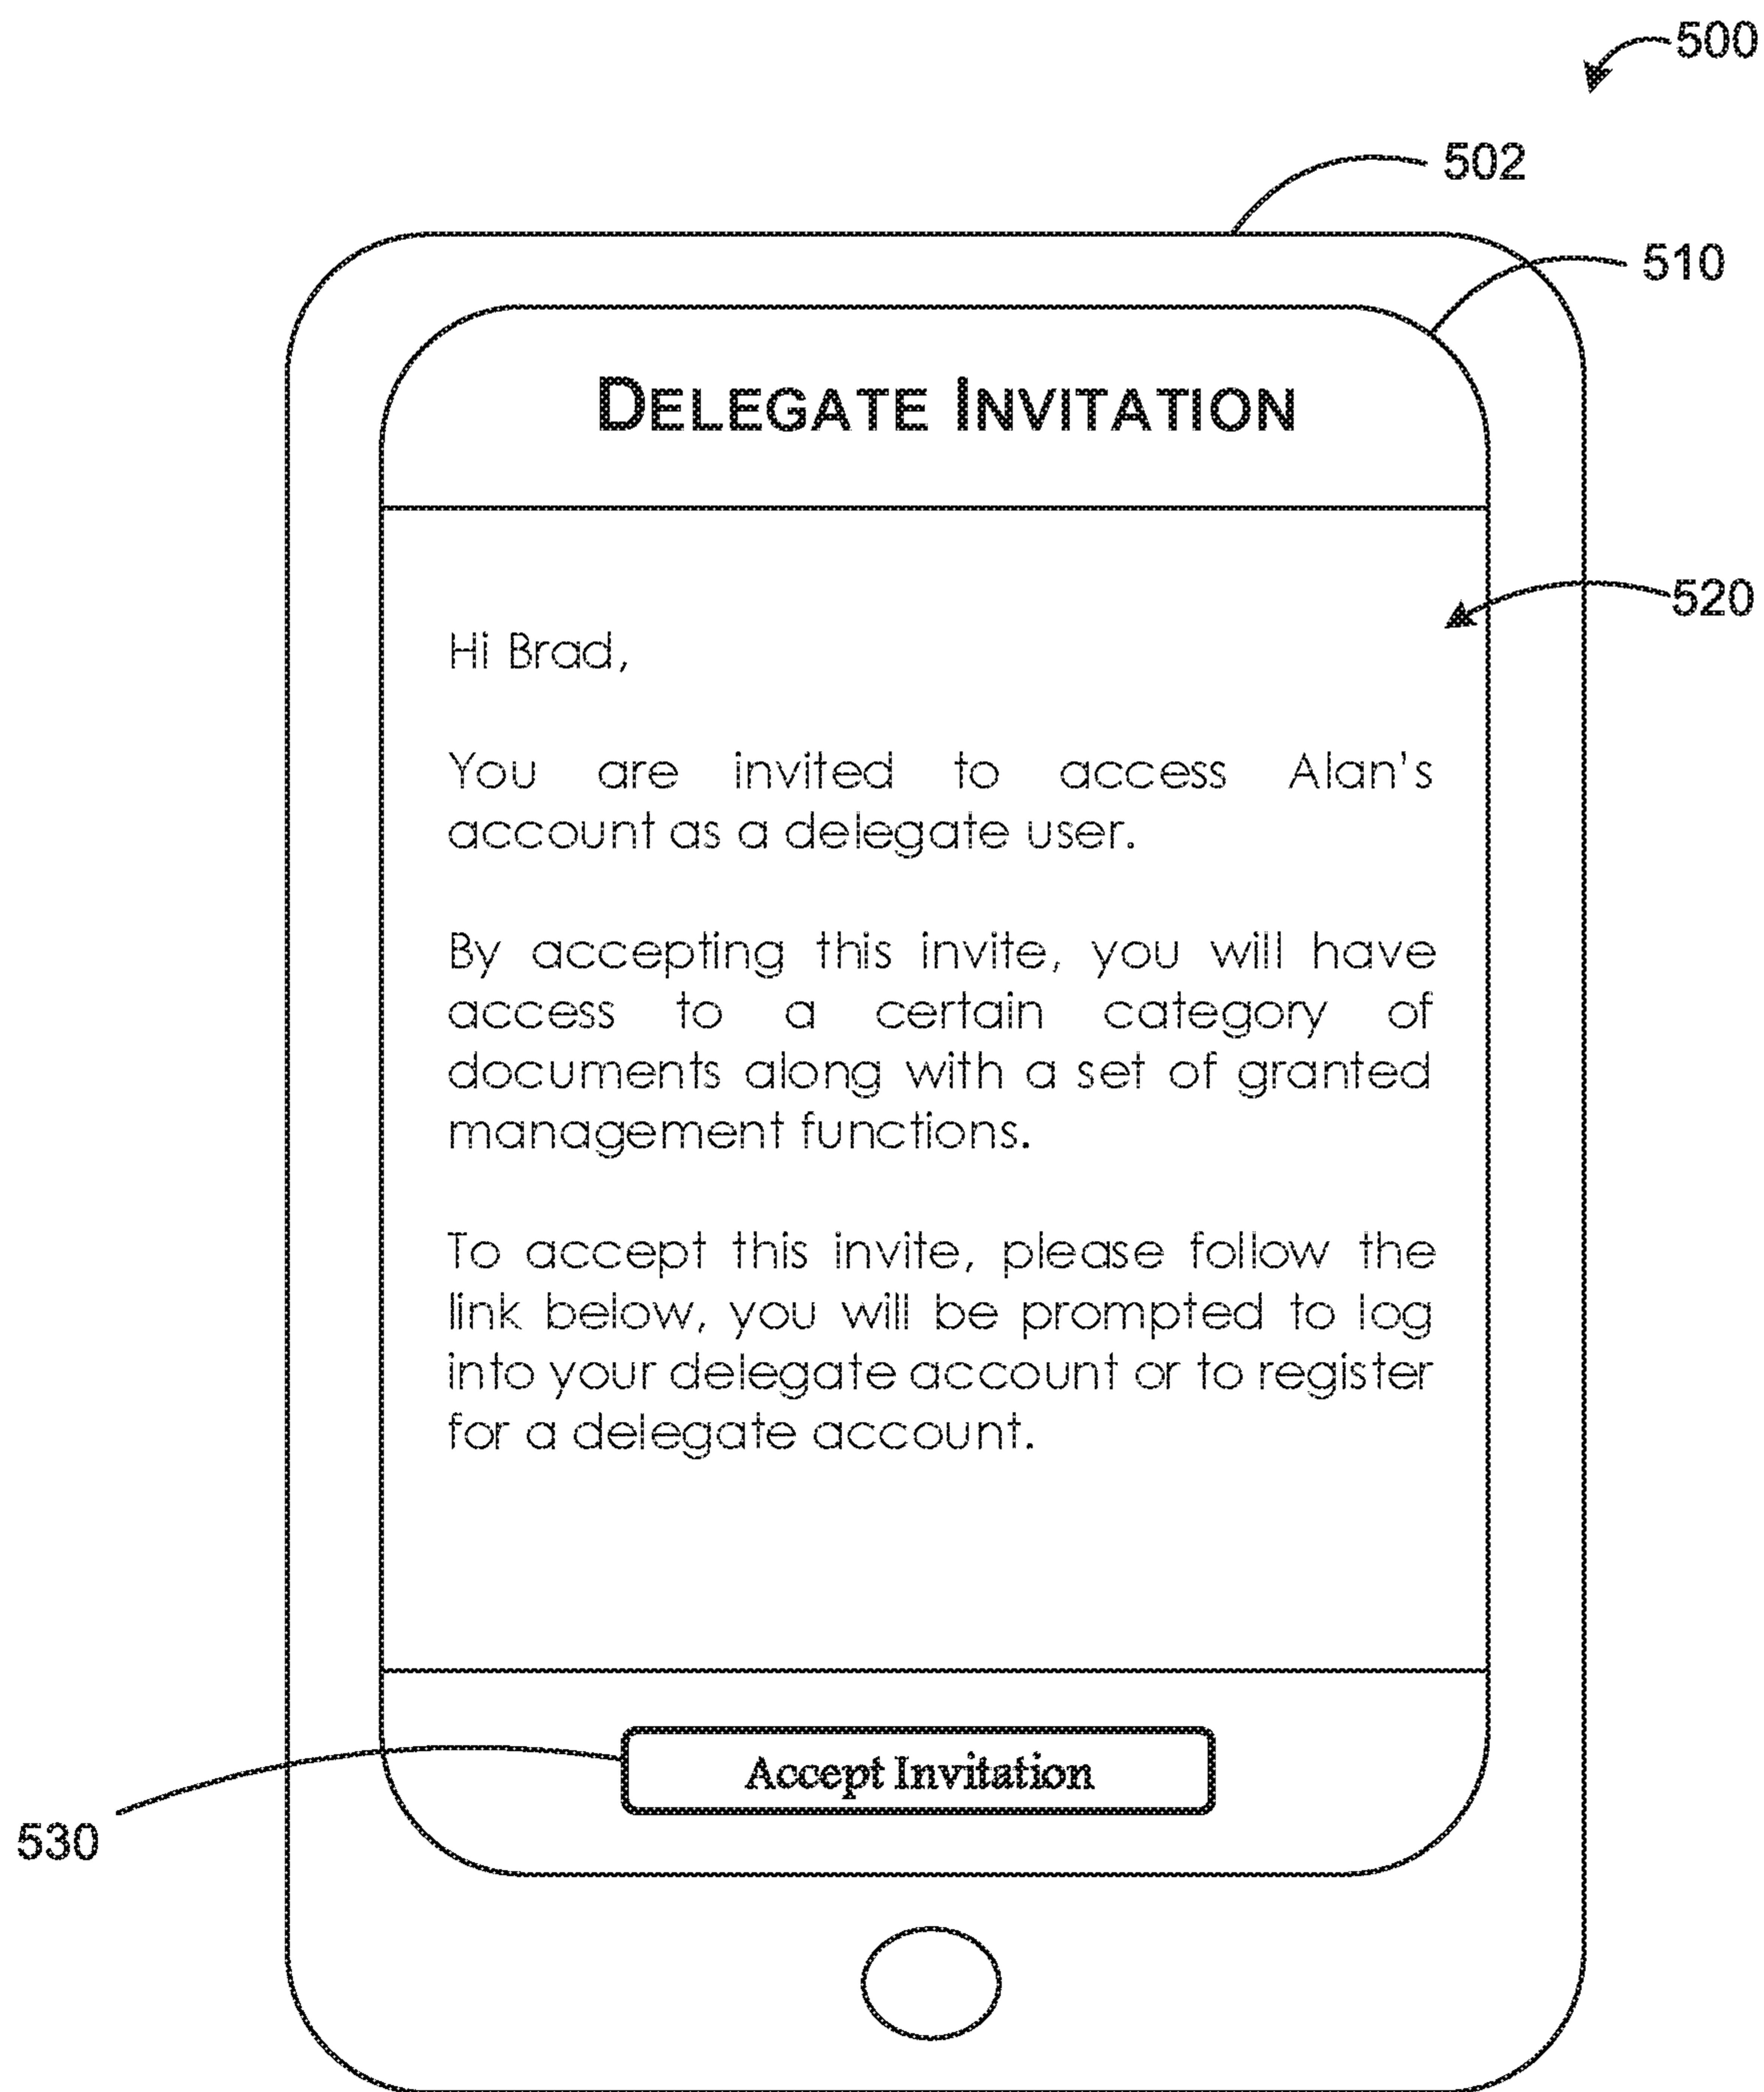 500
502
510
DELEGATE INVITATION
520
Hi Brad,
You are invited to access Alan's
account as a delegate user.
By accepting this invite, you will have
access to a certain category of
documents along with a set of granted
management functions.
To accept this invite, please follow the
link below, you will be prompted to log
into your delegate account or to register
for a delegate account.
Accept Invitation
530